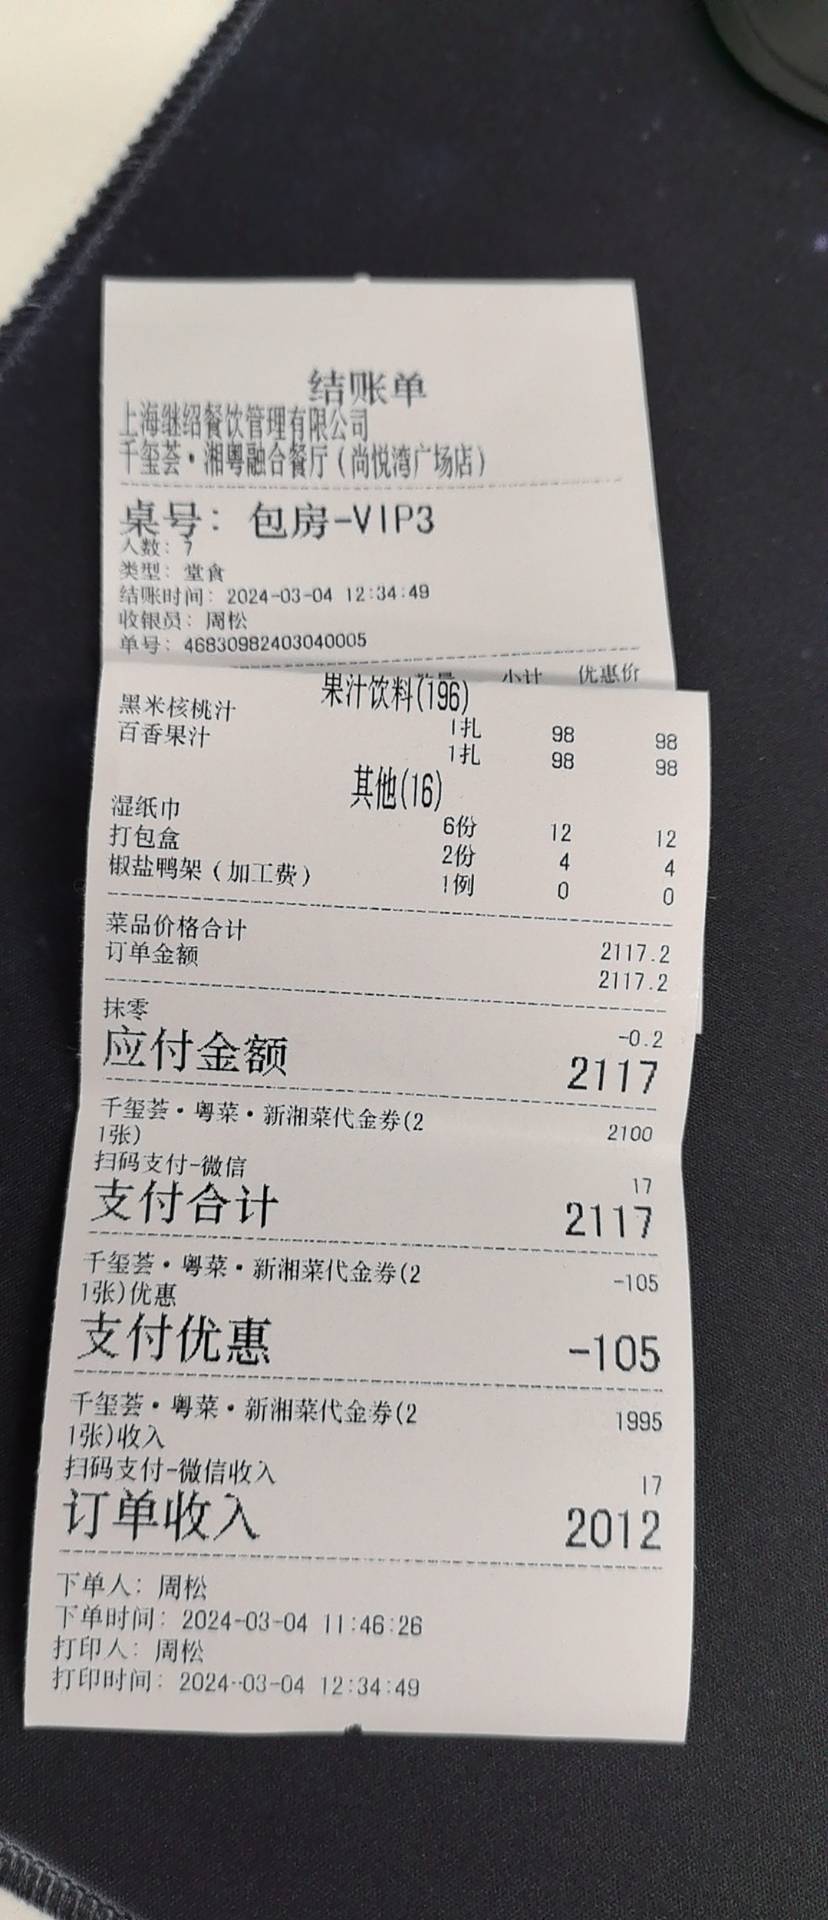 结账单
上海继绍餐饮管理有限公司
千玺荟·湘粤融合餐厅(尚悦湾广场店)
桌号: 包房-VIP3
人数: 7
类型: 堂食
结账时间: 2024-03-04 12:34:49
收银员: 周松
单号: 46830982403040005
数量 小计 优惠价
果汁饮料(196)
黑米核桃汁 1扎 98 98
百香果汁 1扎 98 98
其他(16)
湿纸巾 6份 12 12
打包盒 2份 4 4
椒盐鸭架(加工费) 1例 0 0
菜品价格合计 2117.2
订单金额 2117.2
抹零 -0.2
应付金额 2117
千玺荟·粤菜·新湘菜代金券(2 2100
1张)
扫码支付-微信 17
支付合计 2117
千玺荟·粤菜·新湘菜代金券(2 -105
1张)优惠
支付优惠 -105
千玺荟·粤菜·新湘菜代金券(2 1995
1张)收入
扫码支付-微信收入 17
订单收入 2012
下单人: 周松
下单时间: 2024-03-04 11:46:26
打印人: 周松
打印时间: 2024-03-04 12:34:49